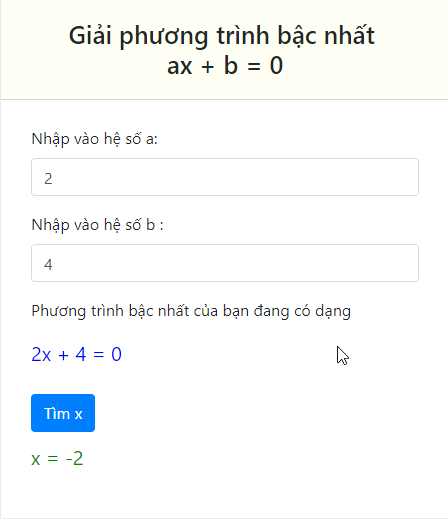 Giải phương trình bậc nhất
ax + b = 0
Nhập vào hệ số a:
2
Nhập vào hệ số b :
4
Phương trình bậc nhất của bạn đang có dạng
2x + 4 = 0
Tìm x
x = -2